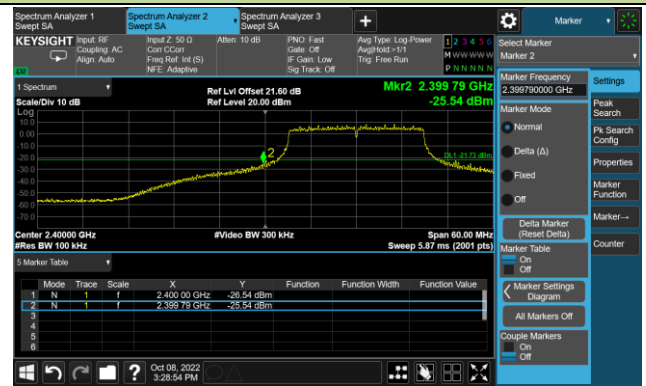 Spectrum Analyzer 1
Swept SA
Spectrum Analyzer 2
Swept SA
Spectrum Analyzer 3
Swept SA
+
Marker
KEYSIGHT
Input: RF
Coupling: AC
Align: Auto
Input Z: 50 Ω
Corr CCorr
Freq Ref: Int (S)
NFE: Adaptive
Atten: 10 dB
PNO: Fast
Gate: Off
IF Gain: Low
Sig Track: Off
Avg Type: Log-Power
Avg|Hold:>1/1
Trig: Free Run
1 2 3 4 5 6
M W W W W W
P N N N N N
Select Marker
Marker 2
1 Spectrum
Scale/Div 10 dB
Log
Ref Lvl Offset 21.60 dB
Ref Level 20.00 dBm
Mkr2 2.399 79 GHz
-25.54 dBm
10.0
0.00
-10.0
-20.0
-30.0
-40.0
-50.0
-60.0
-70.0
2
DL1 -21.73 dBm
Center 2.40000 GHz
#Res BW 100 kHz
#Video BW 300 kHz
Span 60.00 MHz
Sweep 5.87 ms (2001 pts)
5 Marker Table
Mode Trace Scale X Y Function Function Width Function Value
1 N 1 f 2.400 00 GHz -26.54 dBm
2 N 1 f 2.399 79 GHz -25.54 dBm
3
4
5
6
Marker Frequency
2.399790000 GHz
Marker Mode
Normal
Delta (Δ)
Fixed
Off
Delta Marker
(Reset Delta)
Marker Table
On
Off
Marker Settings
Diagram
All Markers Off
Couple Markers
On
Off
Settings
Peak
Search
Pk Search
Config
Properties
Marker
Function
Marker→
Counter
?
Oct 08, 2022
3:28:54 PM